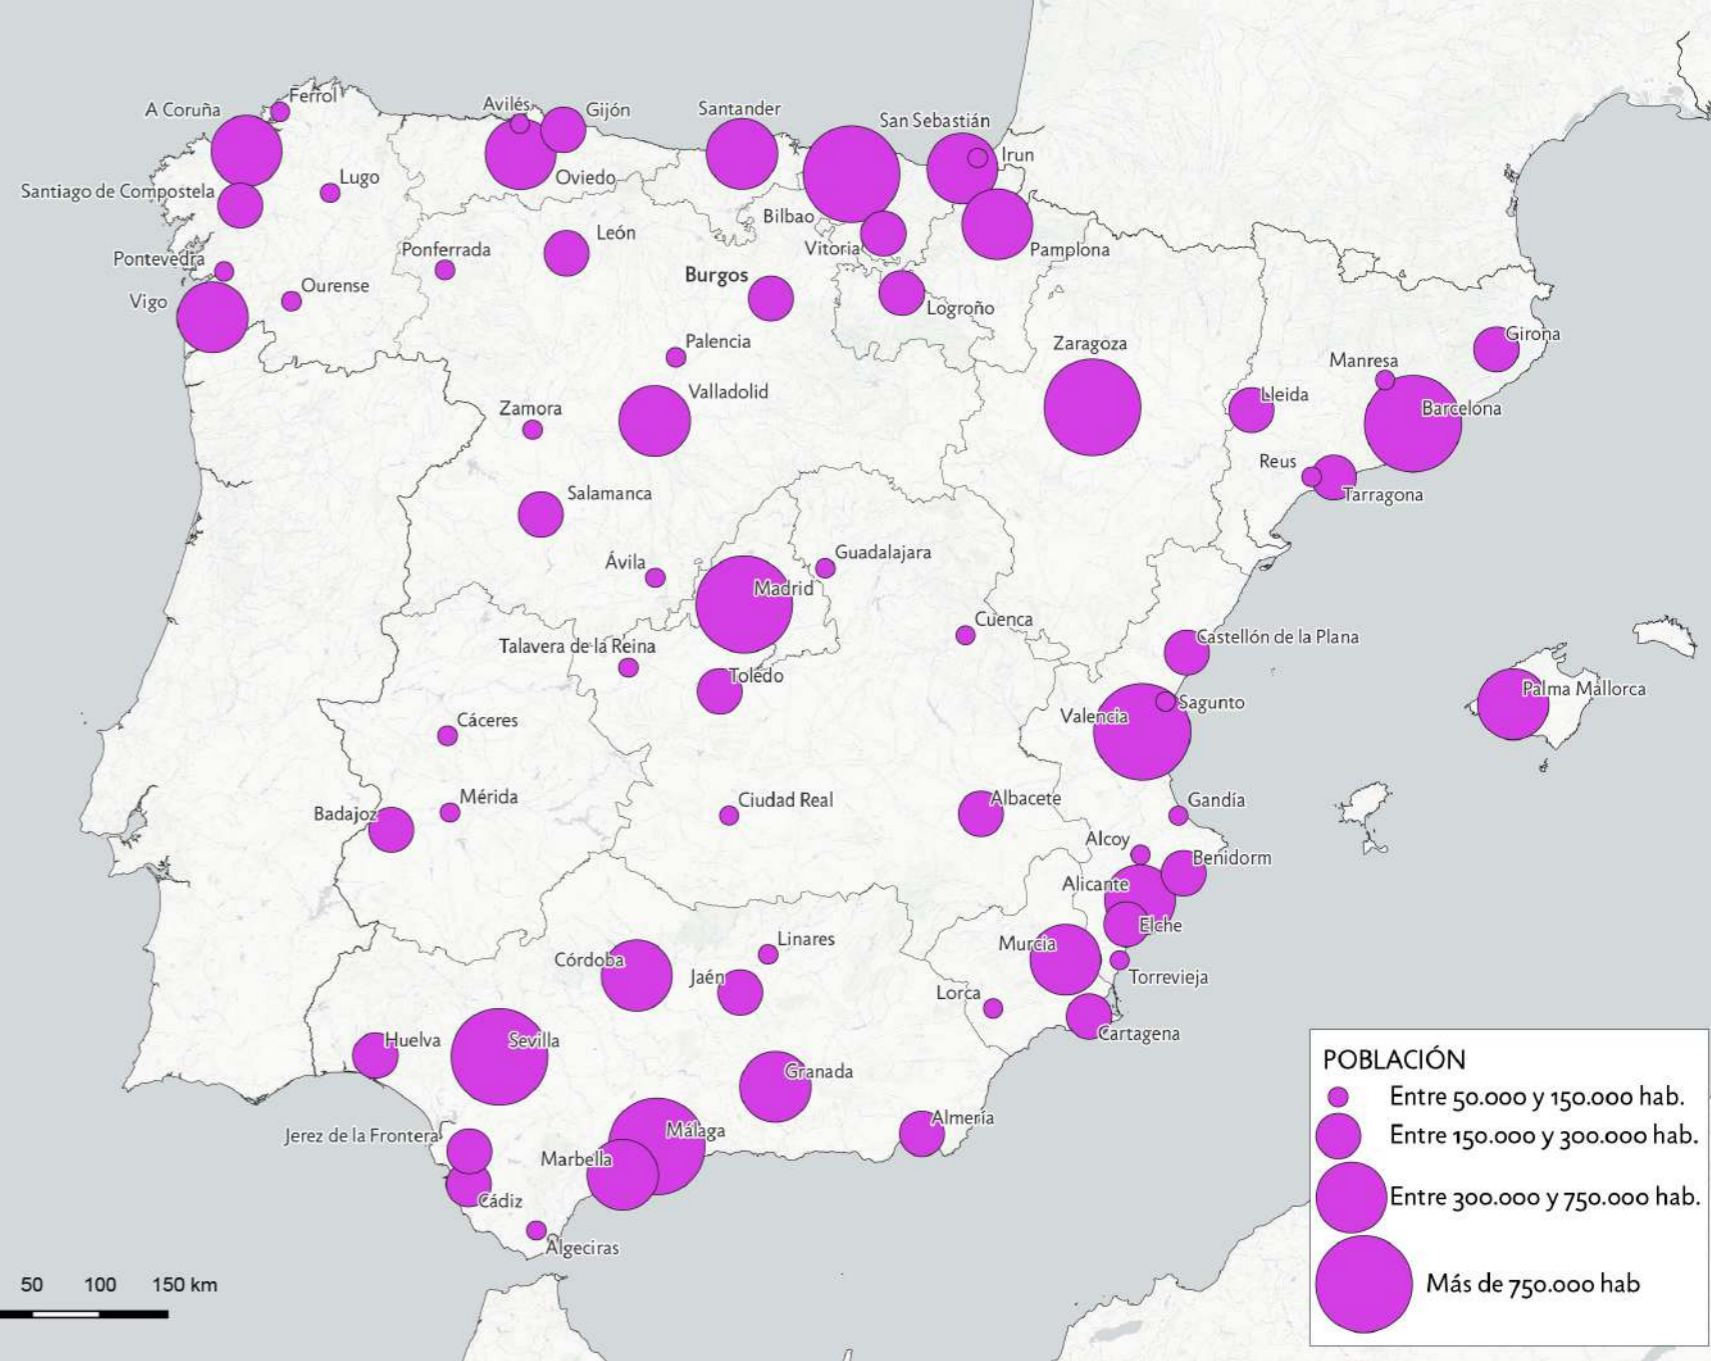 Ferrol
A Coruña
Avilés
Gijón
Santander
San Sebastián
Irun
Oviedo
Lugo
Santiago de Compostela
Bilbao
León
Vitoria
Ponferrada
Pamplona
Pontevedra
Burgos
Ourense
Vigo
Logroño
Girona
Palencia
Zaragoza
Manresa
Valladolid
Lleida
Zamora
Barcelona
Reus
Salamanca
Tarragona
Guadalajara
Ávila
Madrid
Cuenca
Castellón de la Plana
Talavera de la Reina
Toledo
Palma Mallorca
Sagunto
Valencia
Cáceres
Mérida
Albacete
Ciudad Real
Gandía
Badajoz
Alcoy
Benidorm
Alicante
Elche
Linares
Murcia
Córdoba
Jaén
Torrevieja
Lorca
Cartagena
Huelva
Sevilla
Granada
Almería
Málaga
Jerez de la Frontera
Marbella
Cádiz
Algeciras
50 100 150 km
POBLACIÓN
Entre 50.000 y 150.000 hab.
Entre 150.000 y 300.000 hab.
Entre 300.000 y 750.000 hab.
Más de 750.000 hab